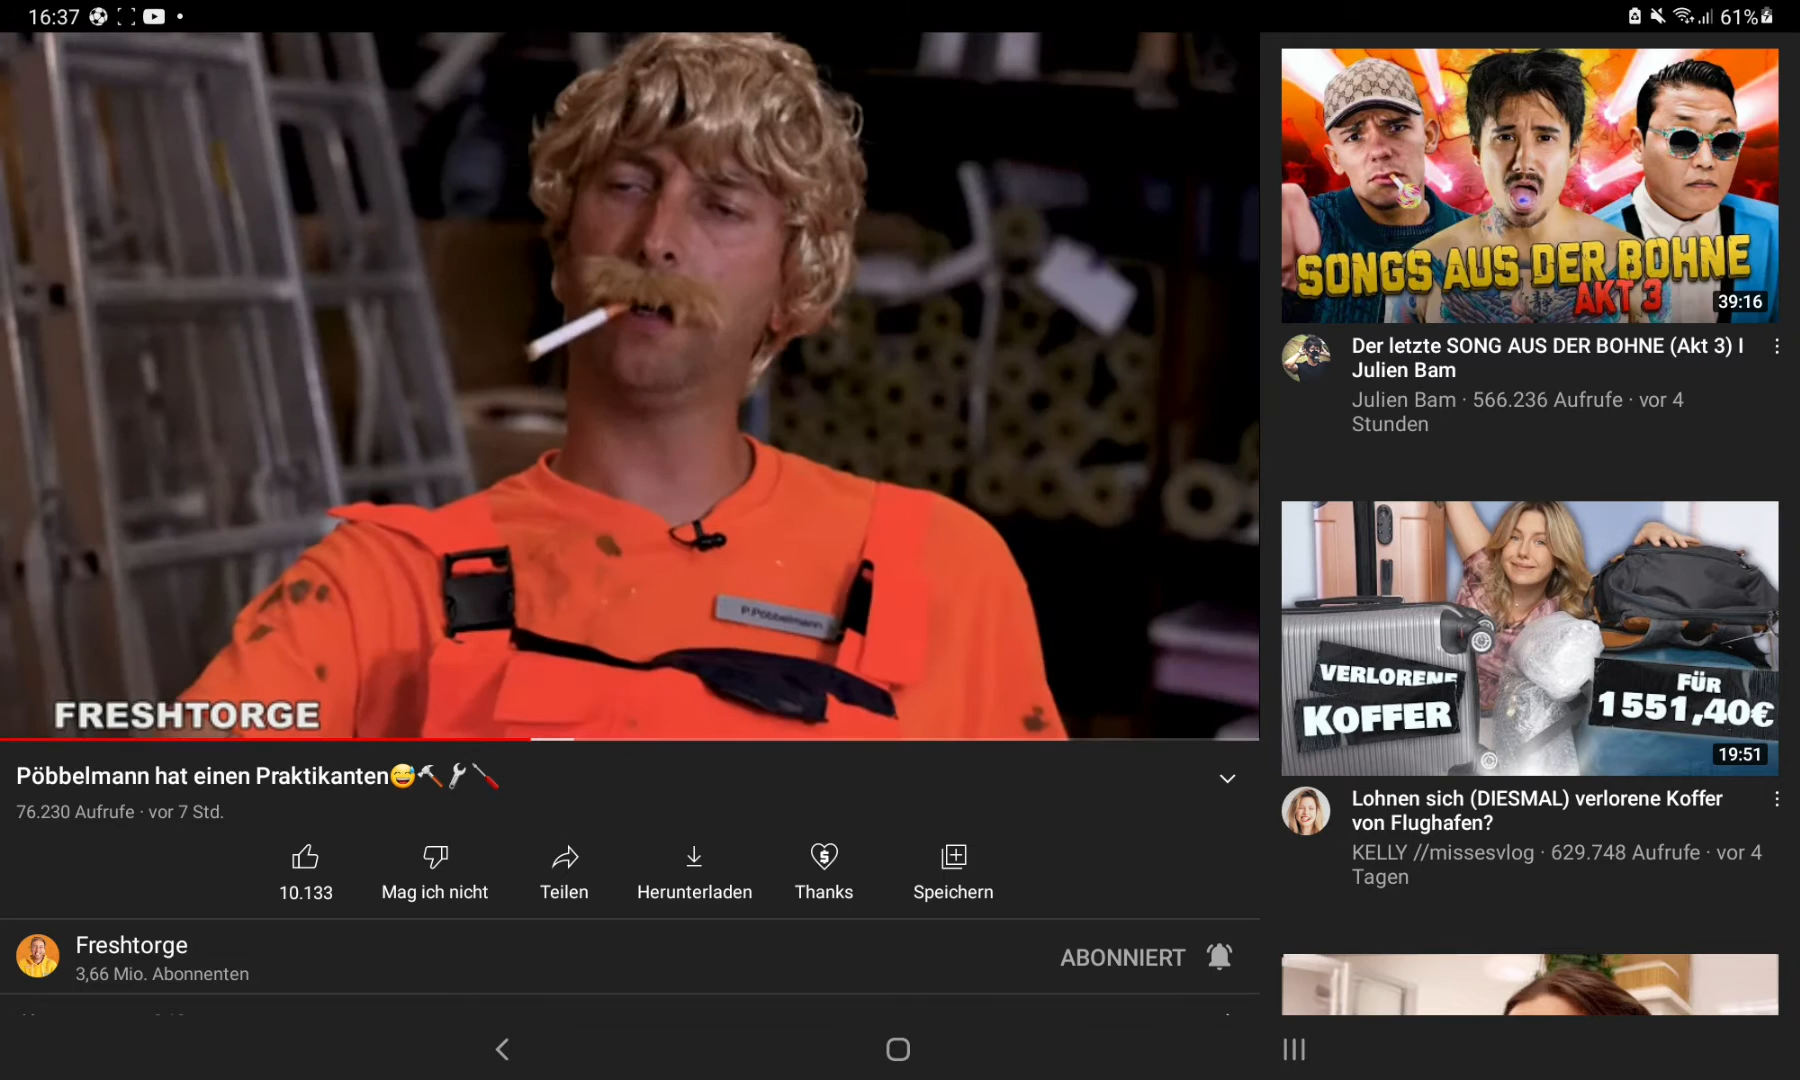 16:37
61%
P.Pöbbelmann
FRESHTORGE
Pöbbelmann hat einen Praktikanten😅🔨🔧🪛
76.230 Aufrufe · vor 7 Std.
10.133
Mag ich nicht
Teilen
Herunterladen
Thanks
Speichern
Freshtorge
3,66 Mio. Abonnenten
ABONNIERT
SONGS AUS DER BOHNE
AKT 3
39:16
Der letzte SONG AUS DER BOHNE (Akt 3) I
Julien Bam
Julien Bam · 566.236 Aufrufe · vor 4
Stunden
VERLORENE
KOFFER
FÜR
1551,40€
19:51
Lohnen sich (DIESMAL) verlorene Koffer
von Flughafen?
KELLY //missesvlog · 629.748 Aufrufe · vor 4
Tagen